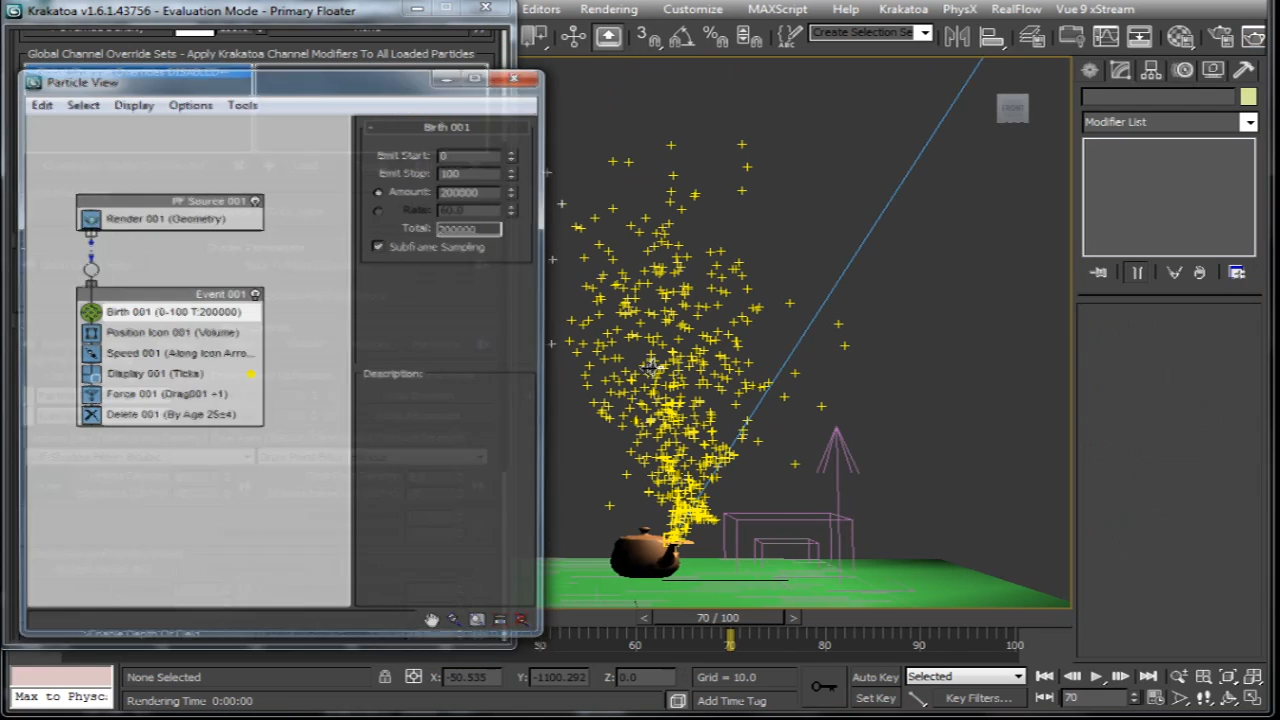 Krakatoa v1.6.1.43756 - Evaluation Mode - Primary Floater
Editors Rendering Customize MAXScript Help Krakatoa PhysX RealFlow Vue 9 xStream
Create Selection Se
Global Channel Override Sets - Apply Krakatoa Channel Modifiers To All Loaded Particles
Particle View
Edit Select Display Options Tools
Birth 001
Emit Start: 0
Emit Stop: 100
Amount: 200000
Rate: 60.0
Total: 200000
Subframe Sampling
PF Source 001
Render 001 (Geometry)
Event 001
Birth 001 (0-100 T:200000)
Position Icon 001 (Volume)
Speed 001 (Along Icon Arro...
Display 001 (Ticks)
Force 001 (Drag001 ~1)
Delete 001 (By Age 25±4)
Description:
FRONT
Modifier List
< 70 / 100 >
50 60 70 80 90 100
None Selected
X: -50.535 Y: -1100.292 Z: 0.0
Grid = 10.0
Auto Key Selected
Max to Physc
Rendering Time 0:00:00
Add Time Tag
Set Key Key Filters...
70